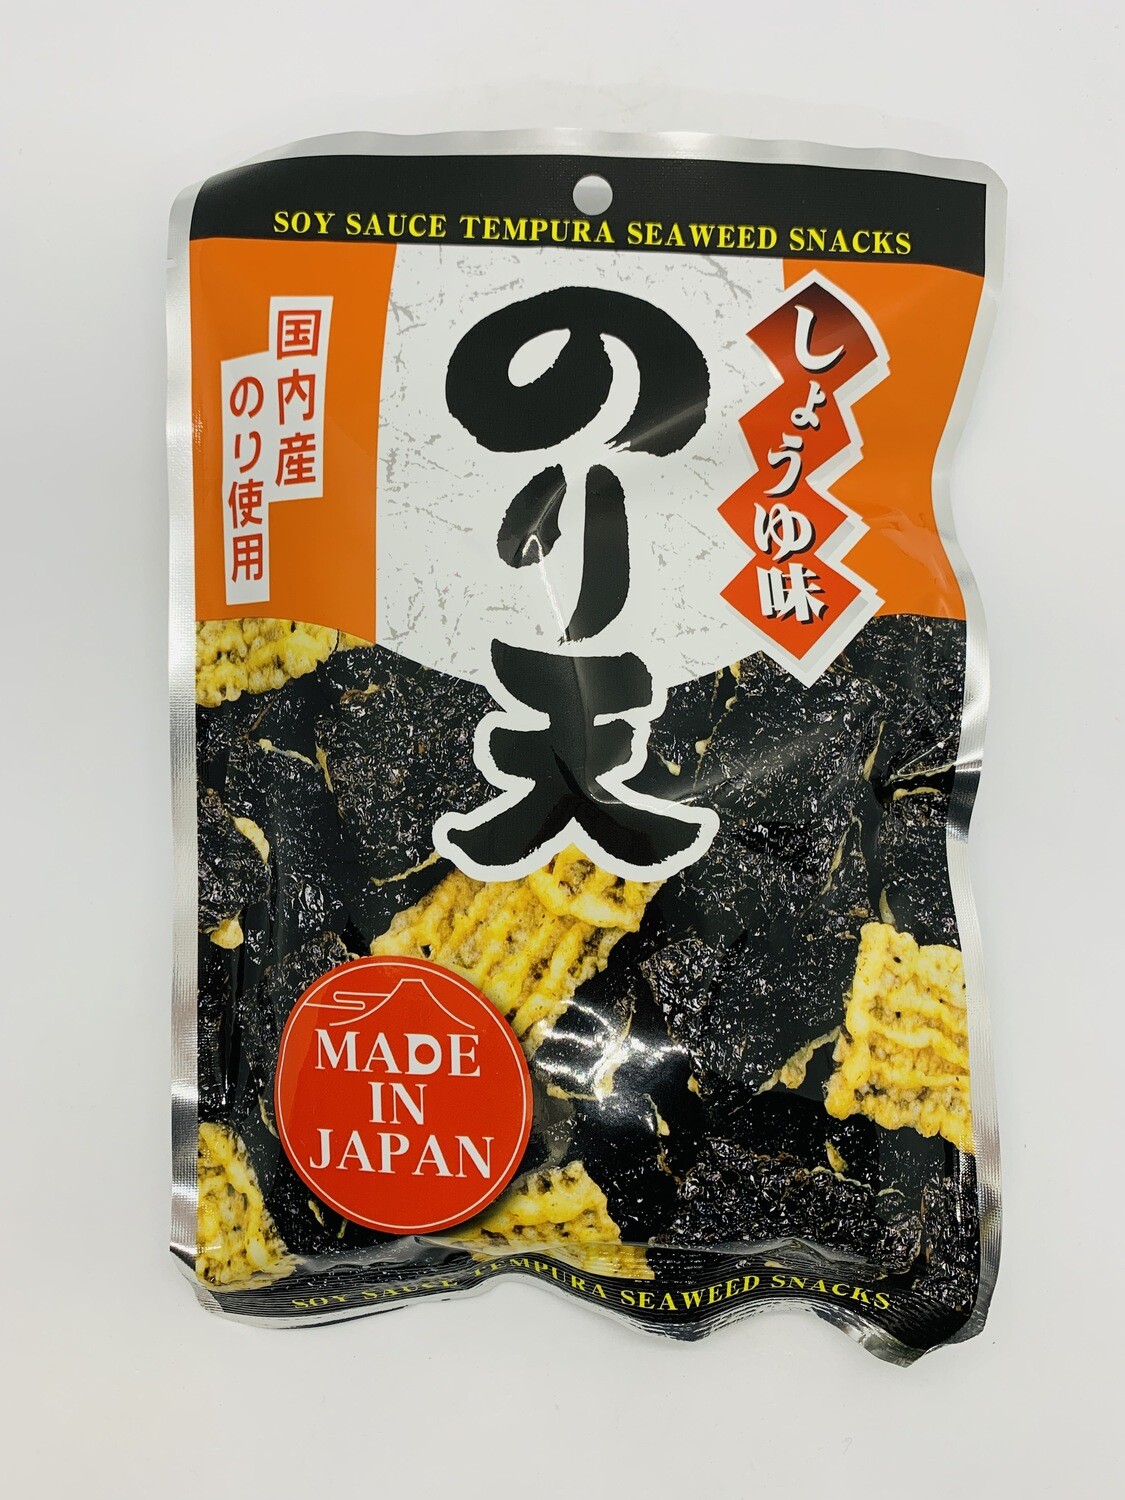 SOY SAUCE TEMPURA SEAWEED SNACKS
のり天
しょうゆ味
国内産
のり使用
MADE
IN
JAPAN
SOY SAUCE TEMPURA SEAWEED SNACKS